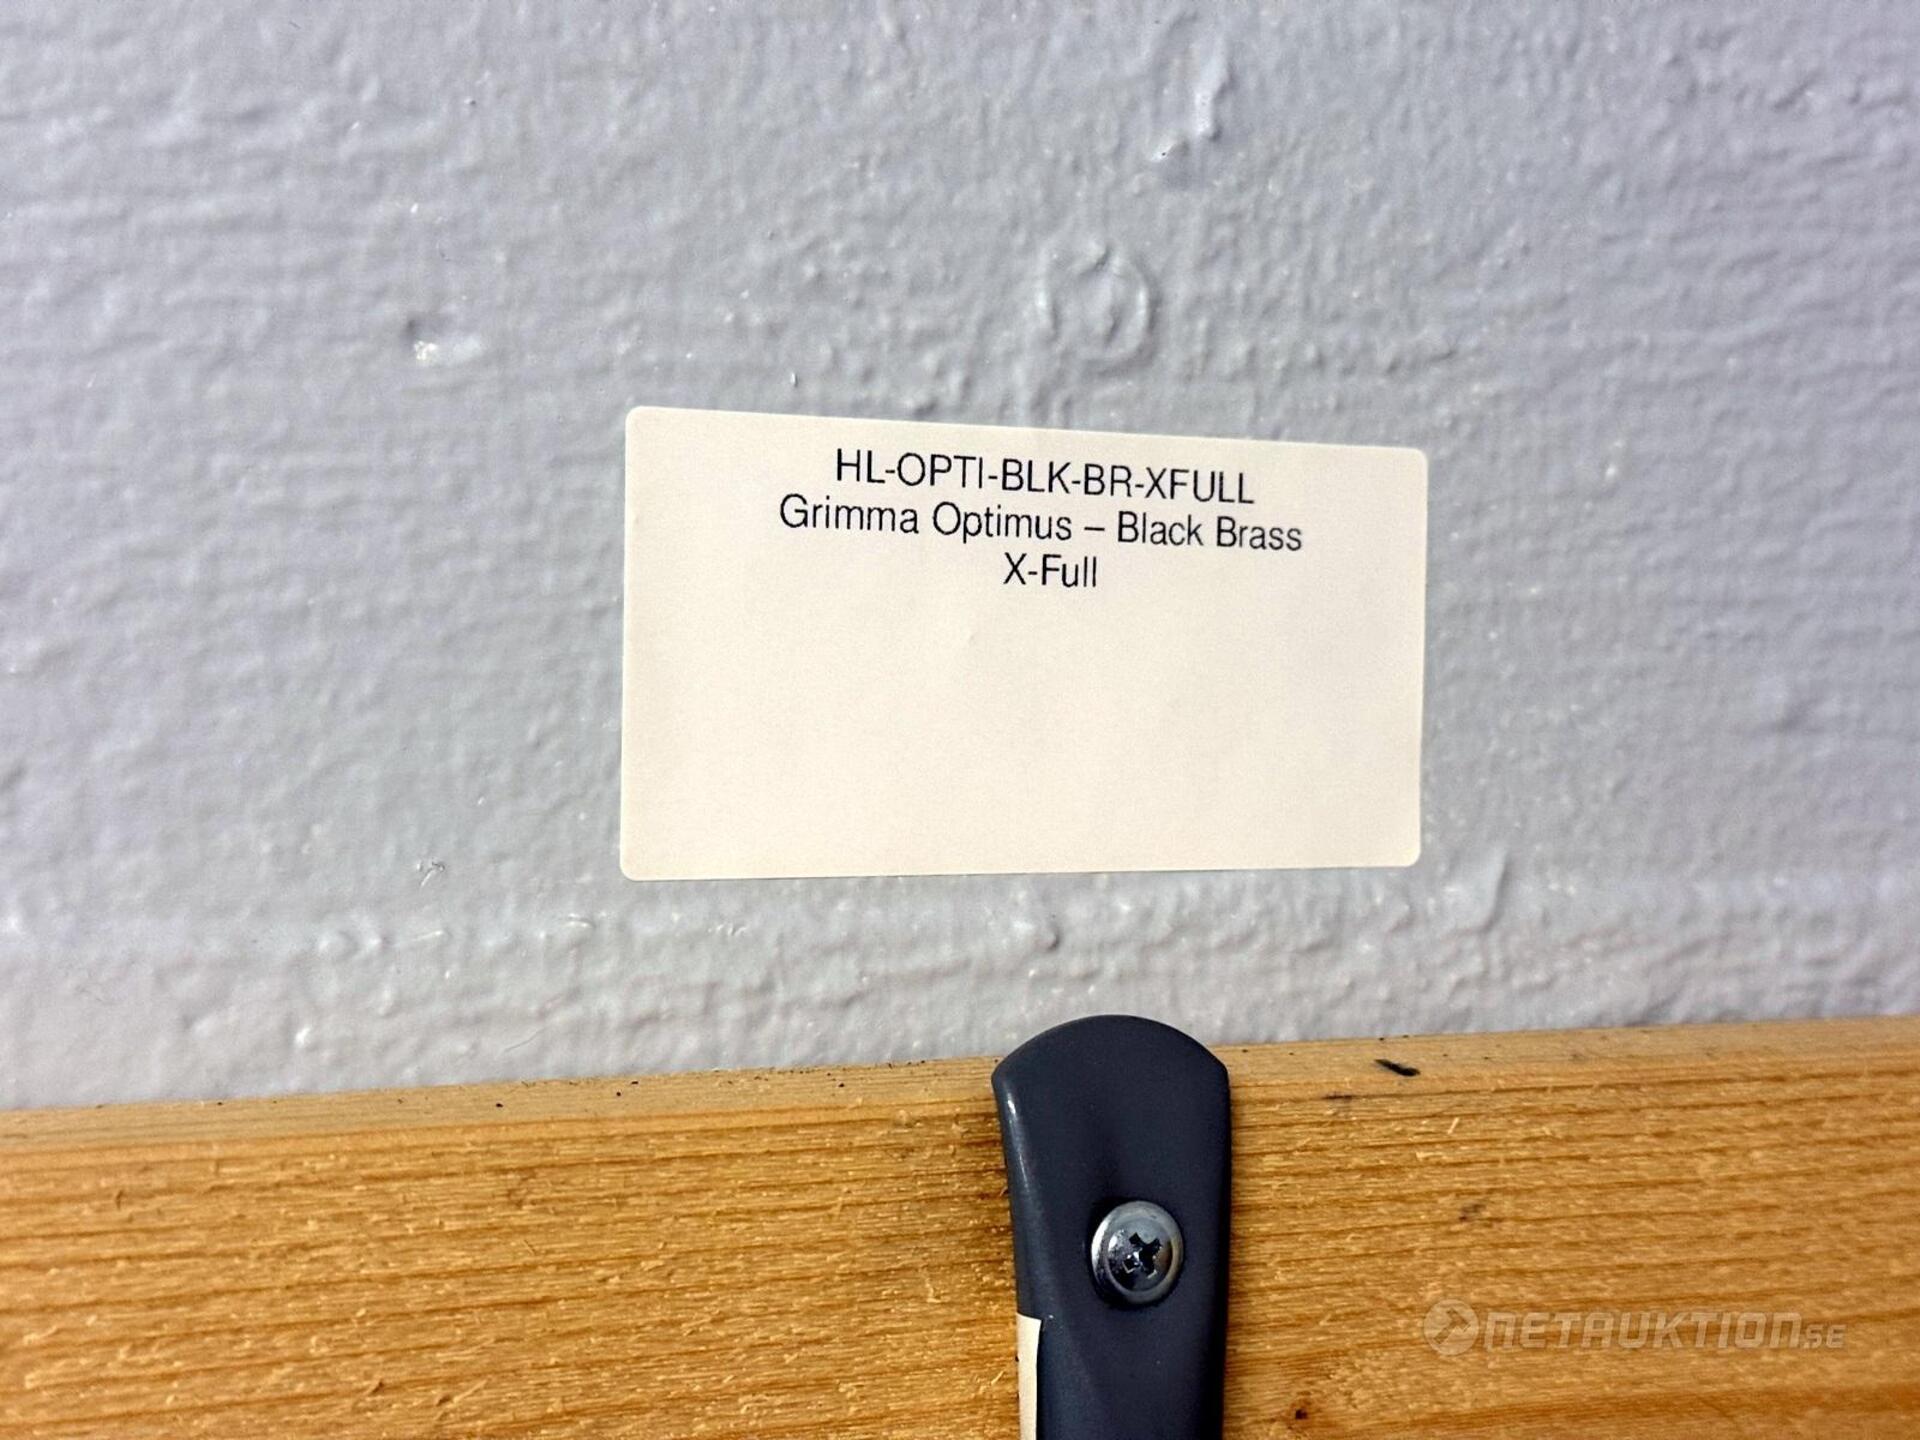 HL-OPTI-BLK-BR-XFULL
Grimma Optimus – Black Brass
X-Full
NETAUKTION.SE